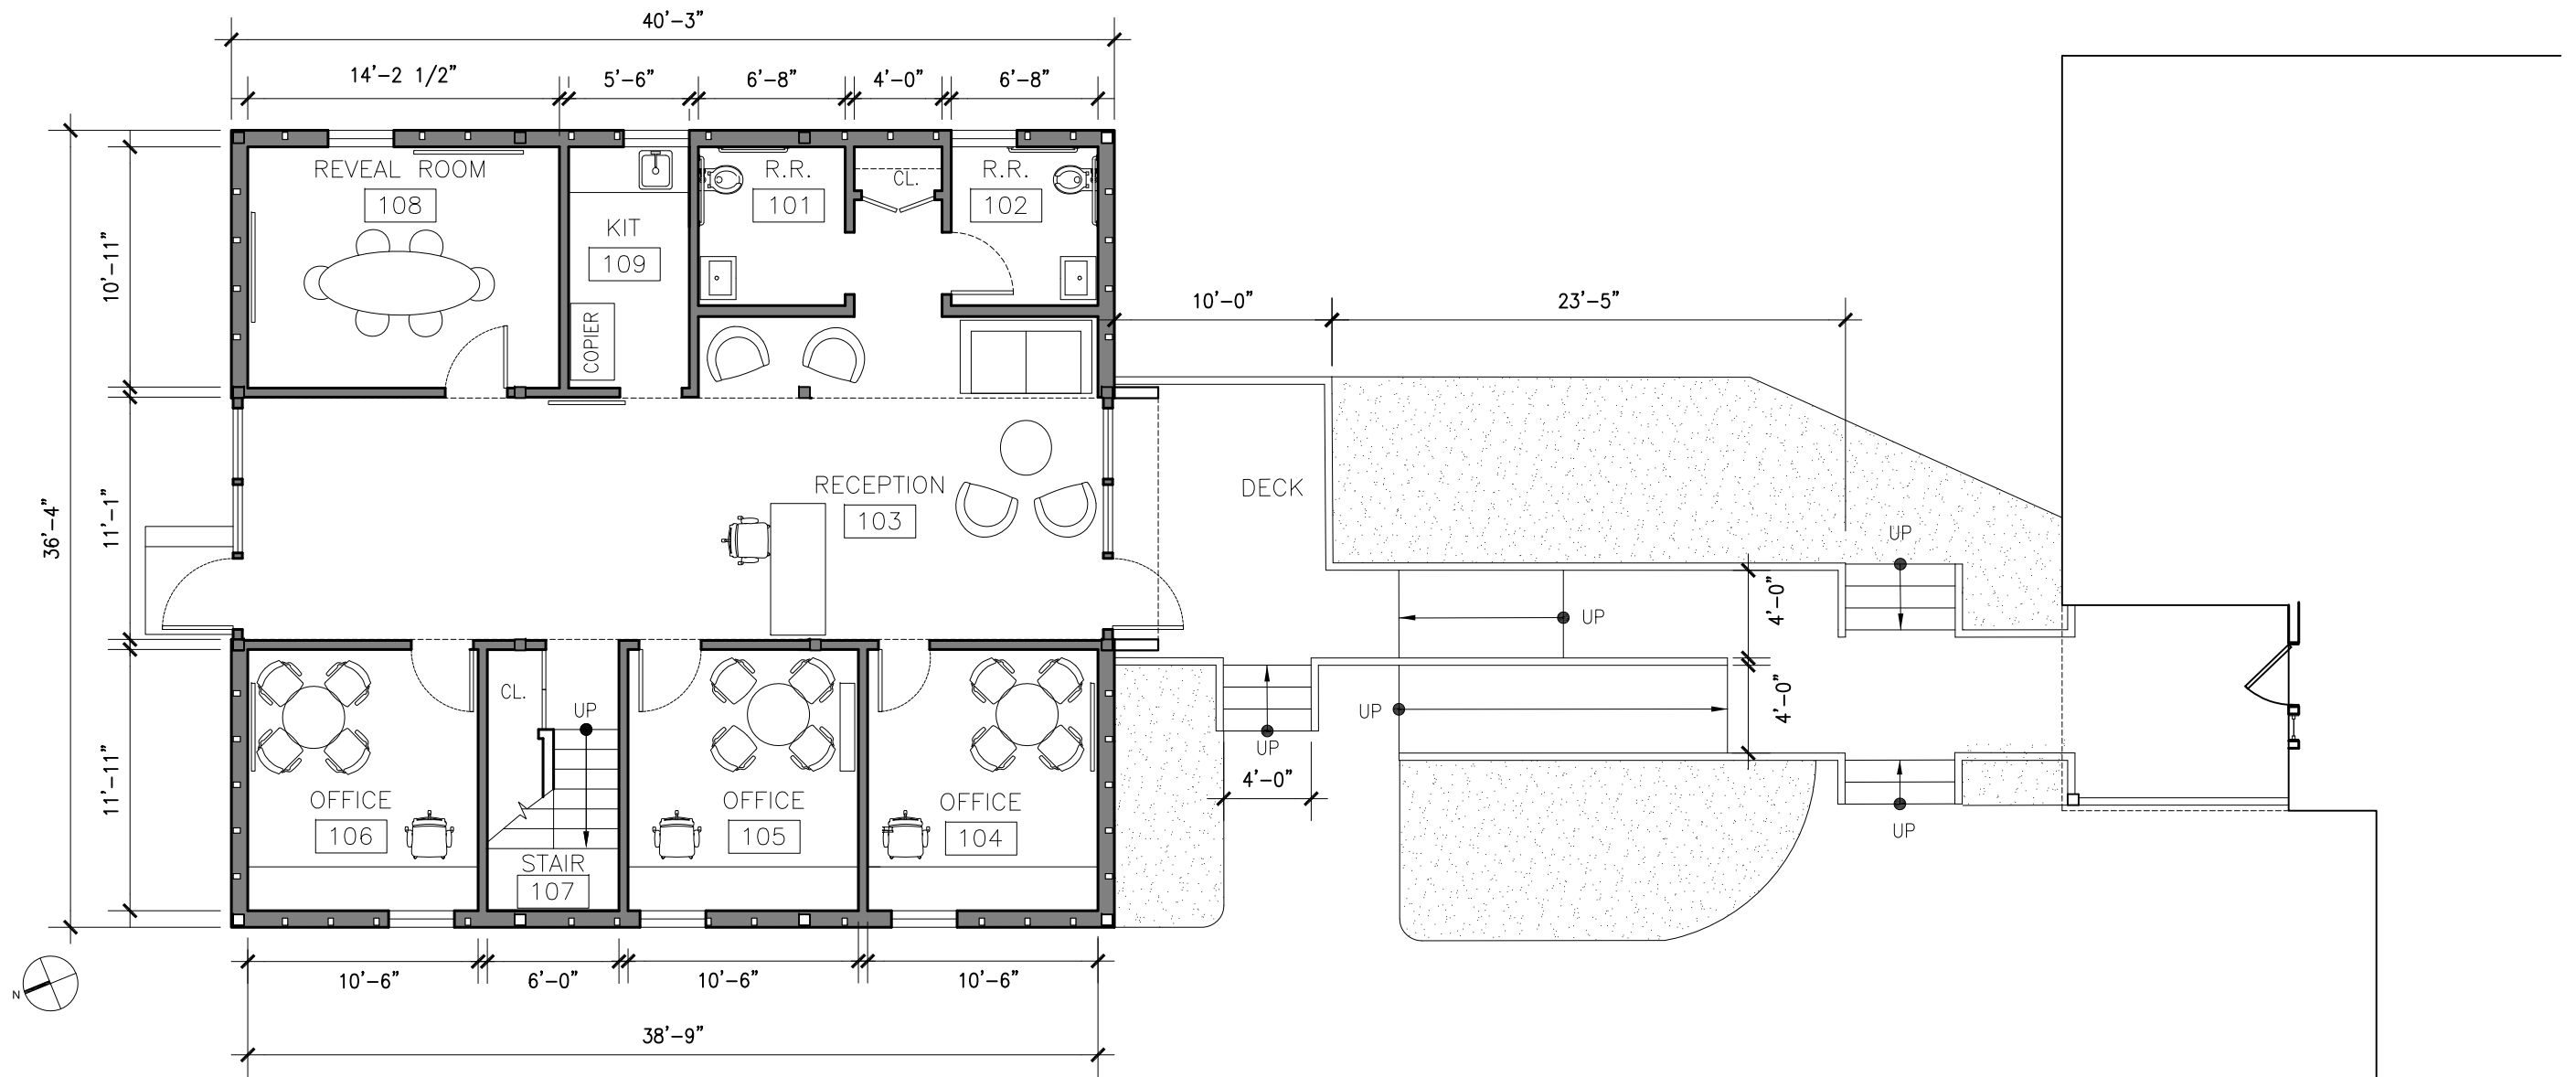 40'-3"
14'-2 1/2"
5'-6"
6'-8"
4'-0"
6'-8"
REVEAL ROOM
108
KIT
109
COPIER
R.R.
101
CL.
R.R.
102
10'-11"
11'-1"
36'-4"
11'-11"
10'-0"
23'-5"
RECEPTION
103
DECK
UP
UP
4'-0"
4'-0"
UP
UP
4'-0"
UP
CL.
UP
OFFICE
106
STAIR
107
OFFICE
105
OFFICE
104
N
10'-6"
6'-0"
10'-6"
10'-6"
38'-9"